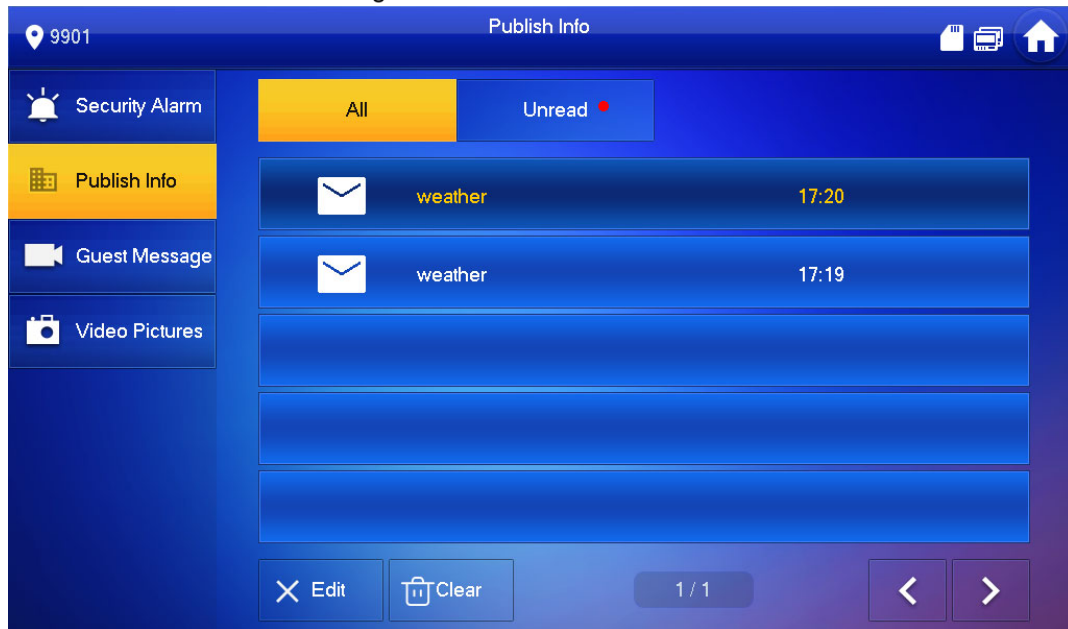 Publish Info
9901
Security Alarm
Publish Info
Guest Message
Video Pictures
All
Unread
weather 17:20
weather 17:19
Edit
Clear
1 / 1